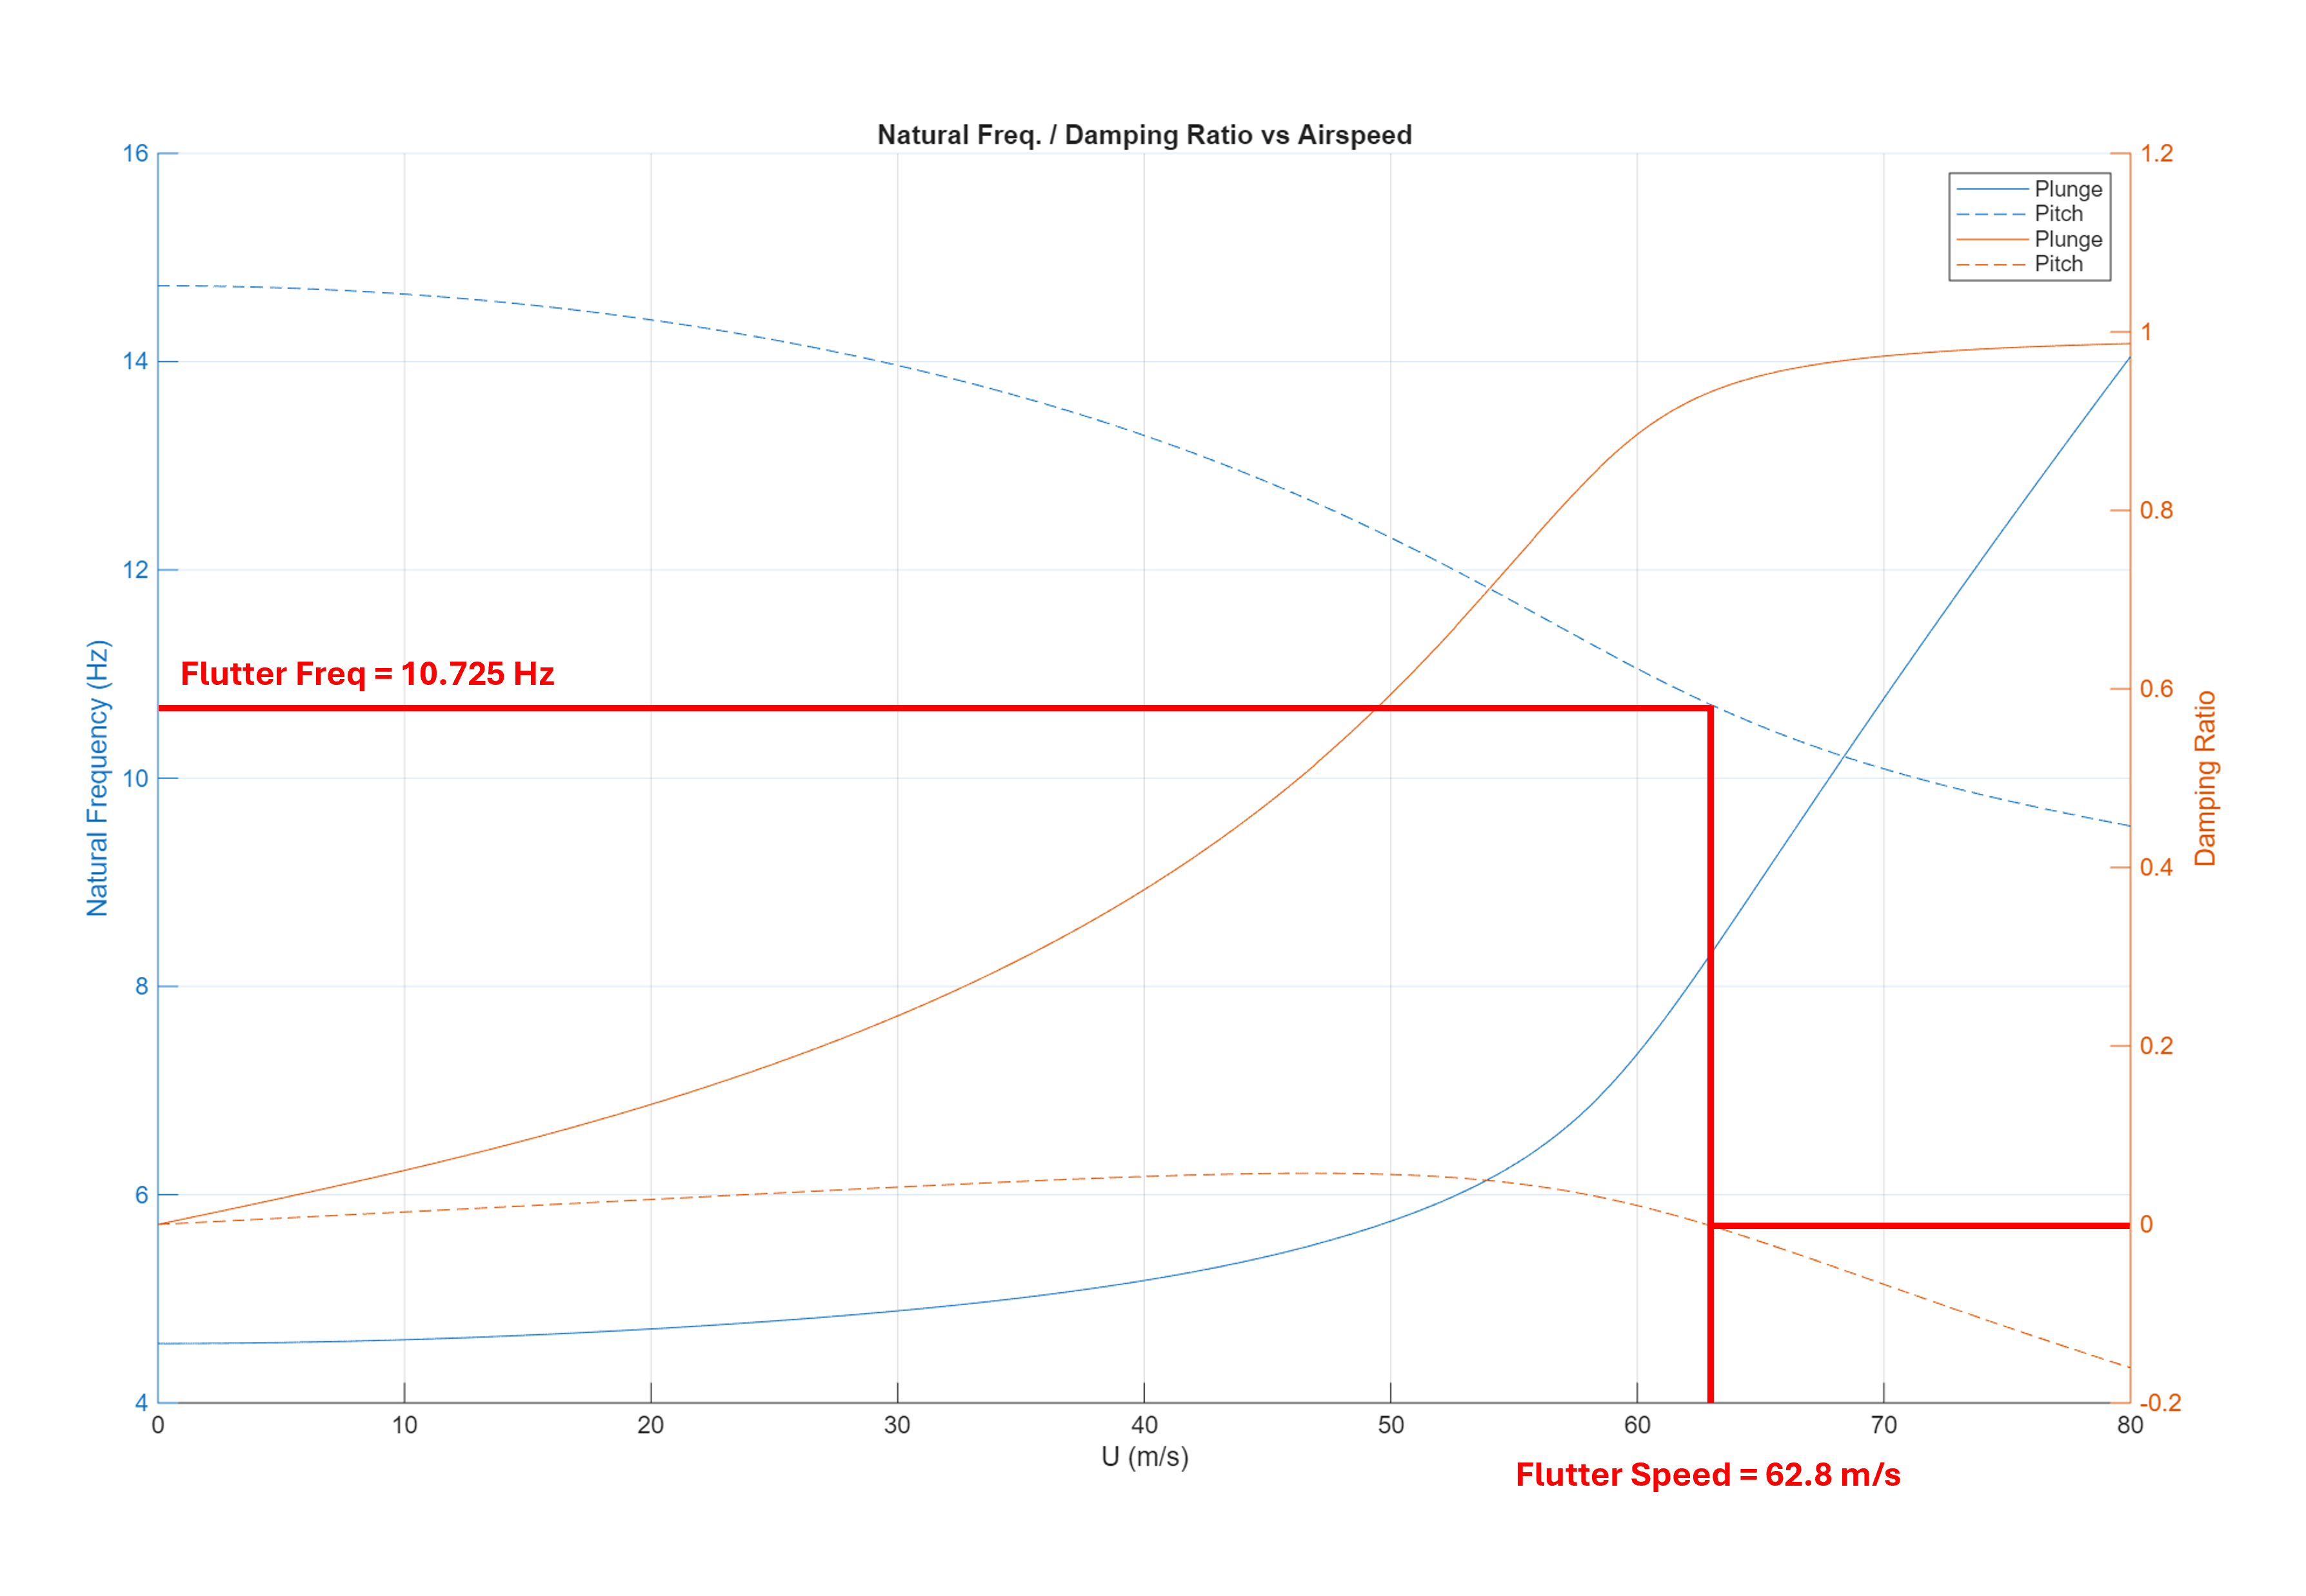 Natural Freq. / Damping Ratio vs Airspeed
16
14
12
10
8
6
4
Natural Frequency (Hz)
1.2
1
0.8
0.6
0.4
0.2
0
-0.2
Damping Ratio
Plunge
Pitch
Plunge
Pitch
Flutter Freq = 10.725 Hz
0 10 20 30 40 50 60 70 80
U (m/s)
Flutter Speed = 62.8 m/s